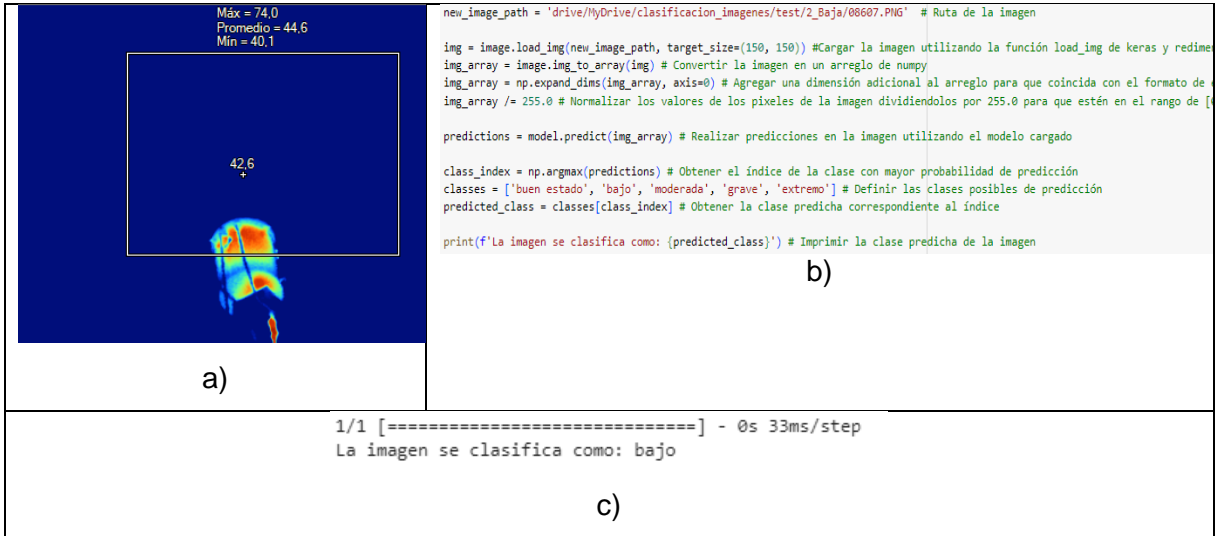 Máx = 74,0
Promedio = 44,6
Mín = 40,1
42,6
a)
new_image_path = 'drive/MyDrive/clasificacion_imagenes/test/2_Baja/08607.PNG'  # Ruta de la imagen
img = image.load_img(new_image_path, target_size=(150, 150)) #Cargar la imagen utilizando la función load_img de keras y redime
img_array = image.img_to_array(img) # Convertir la imagen en un arreglo de numpy
img_array = np.expand_dims(img_array, axis=0) # Agregar una dimensión adicional al arreglo para que coincida con el formato de
img_array /= 255.0 # Normalizar los valores de los pixeles de la imagen dividiendolos por 255.0 para que estén en el rango de
predictions = model.predict(img_array) # Realizar predicciones en la imagen utilizando el modelo cargado
class_index = np.argmax(predictions) # Obtener el índice de la clase con mayor probabilidad de predicción
classes = ['buen estado', 'bajo', 'moderada', 'grave', 'extremo'] # Definir las clases posibles de predicción
predicted_class = classes[class_index] # Obtener la clase predicha correspondiente al índice
print(f'La imagen se clasifica como: {predicted_class}') # Imprimir la clase predicha de la imagen
b)
1/1 [==============================] - 0s 33ms/step
La imagen se clasifica como: bajo
c)